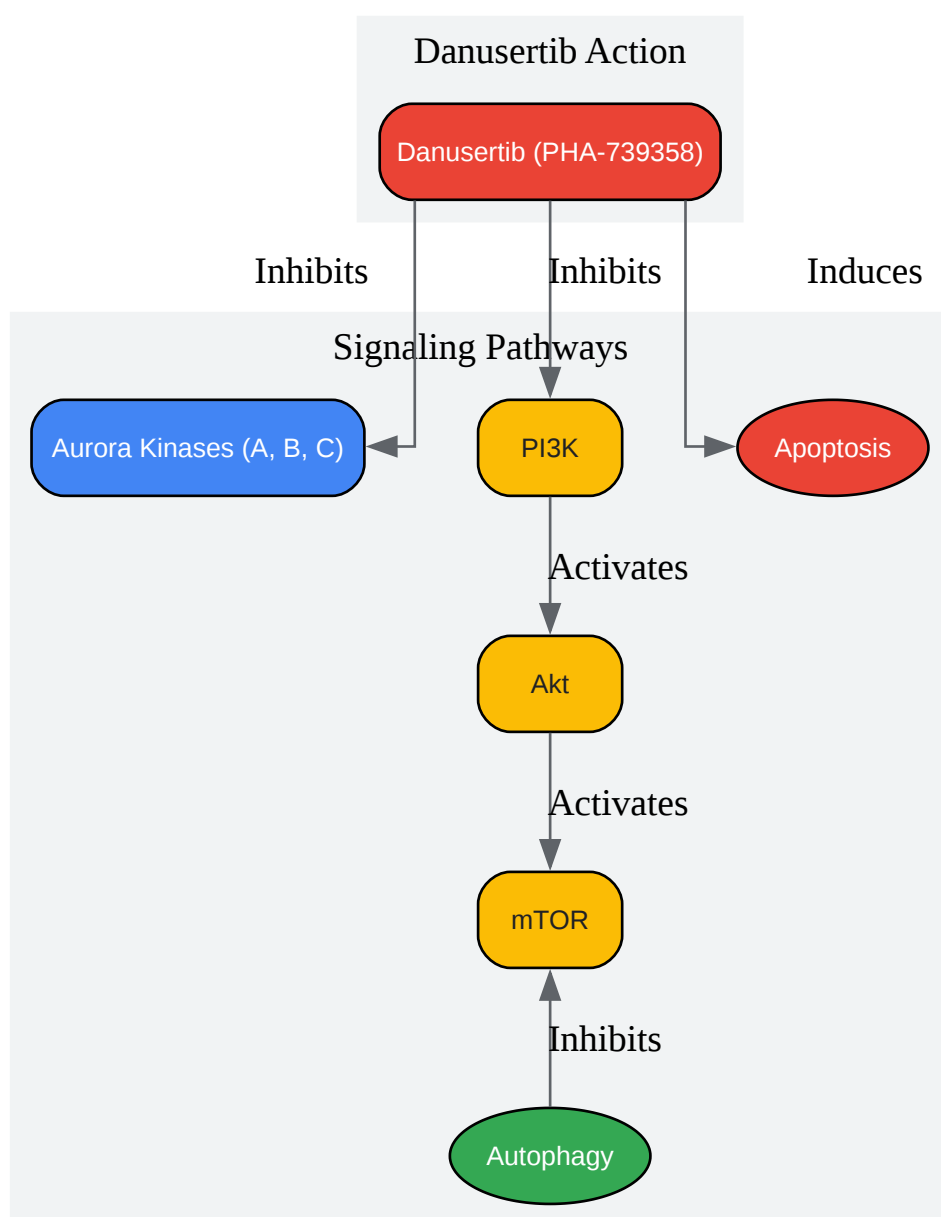 Danusertib Action
Danusertib (PHA-739358)
Inhibits
Inhibits
Induces
Signaling Pathways
Aurora Kinases (A, B, C)
PI3K
Apoptosis
Activates
Akt
Activates
mTOR
Inhibits
Autophagy